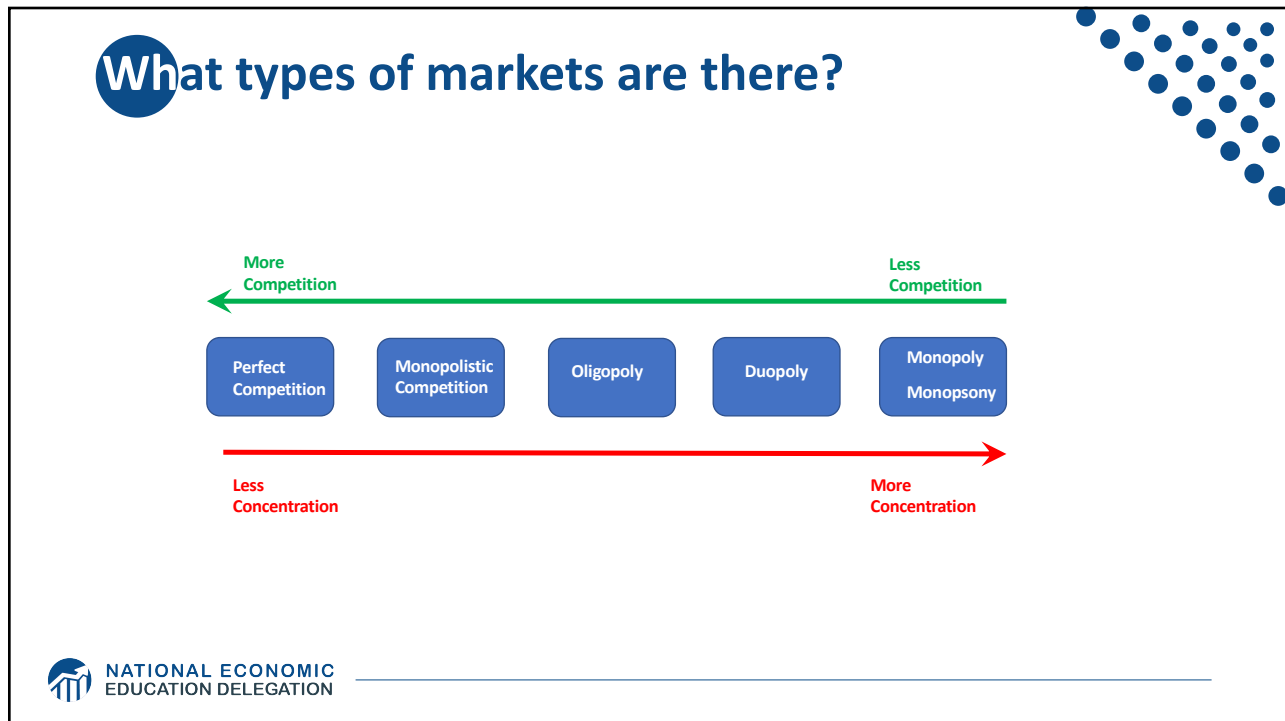 What types of markets are there?
More
Competition
Less
Competition
Perfect
Competition
Monopolistic
Competition
Oligopoly
Duopoly
Monopoly
Monopsony
Less
Concentration
More
Concentration
NATIONAL ECONOMIC
EDUCATION DELEGATION